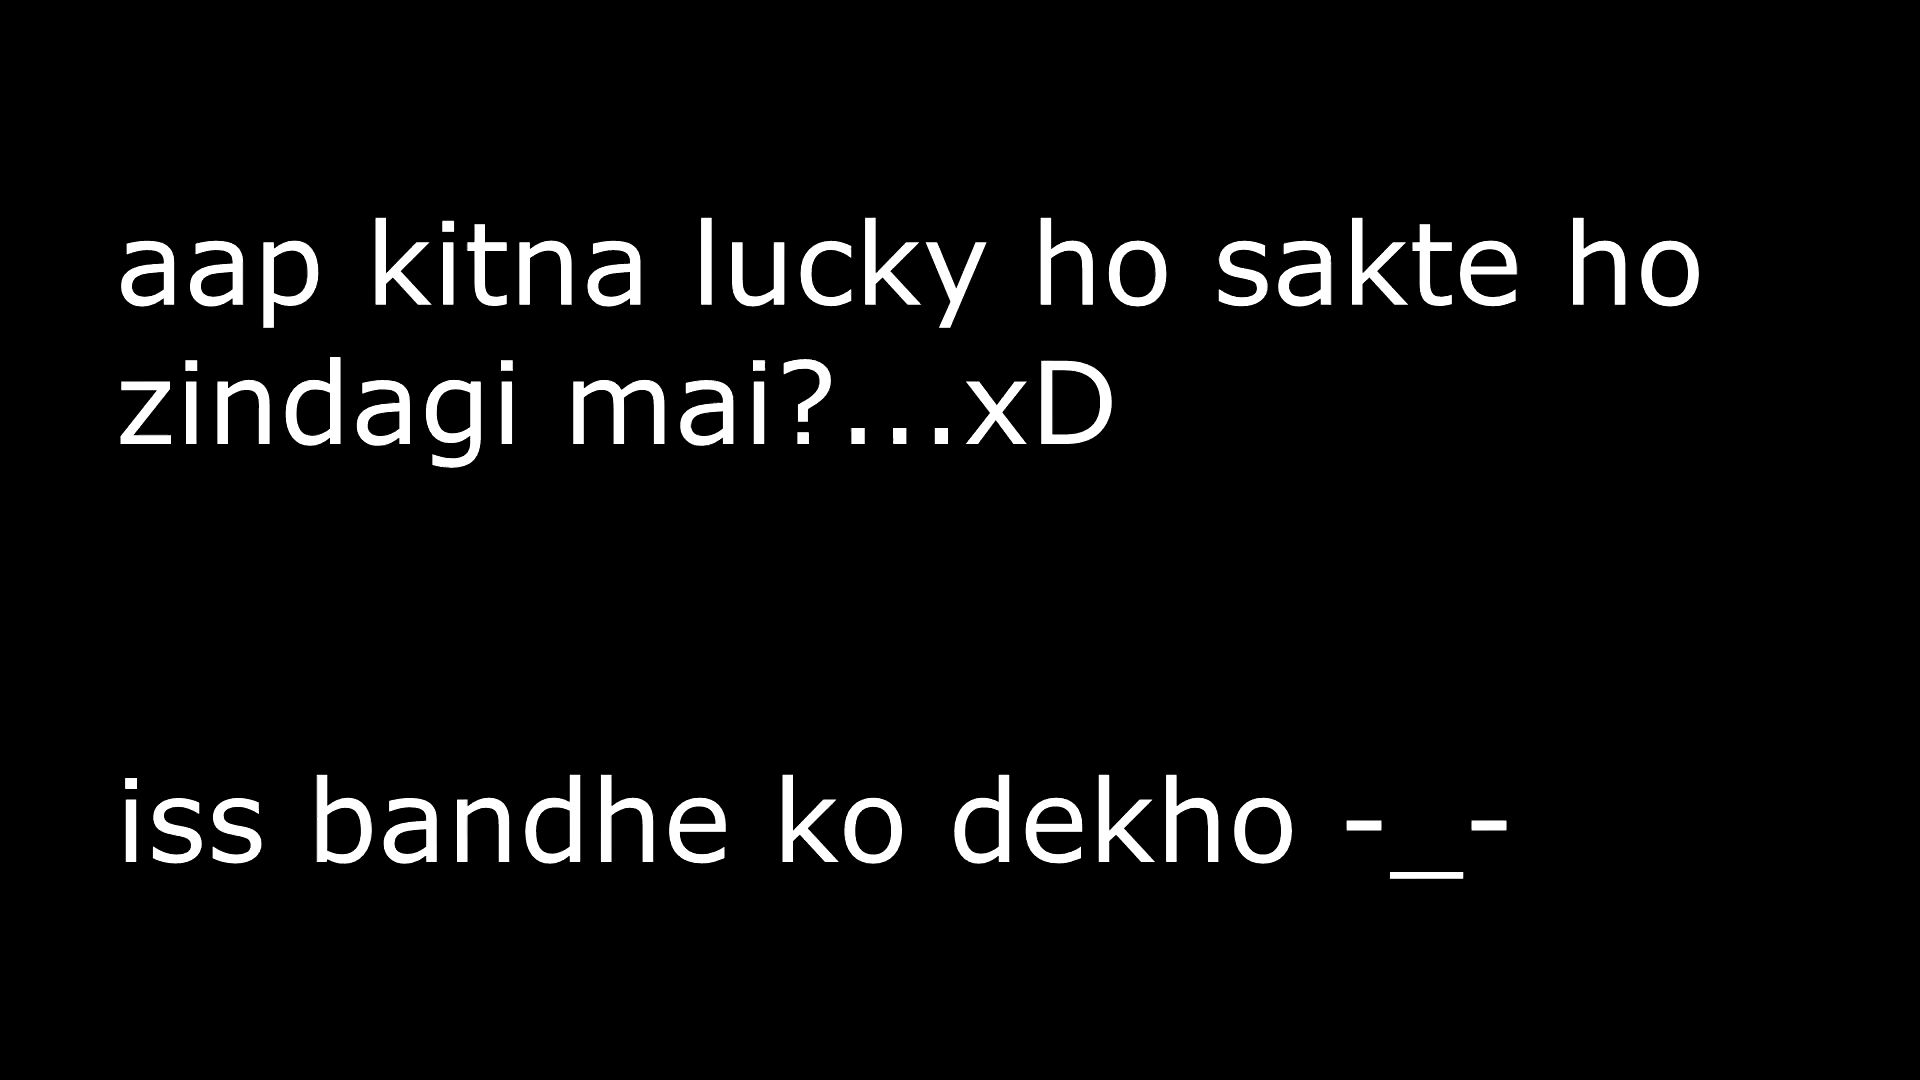 aap kitna lucky ho sakte ho
zindagi mai?...xD
iss bandhe ko dekho -_-